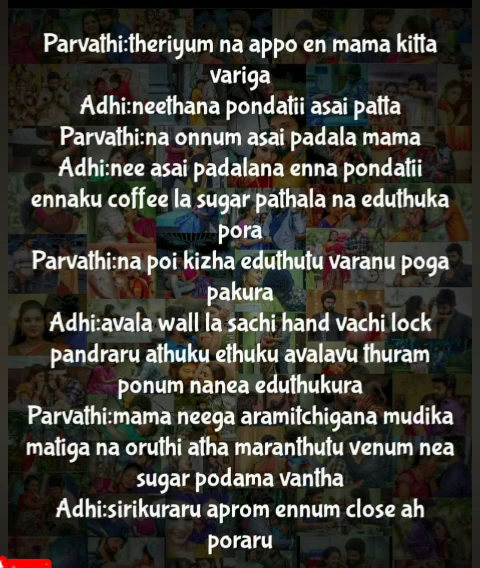 Parvathi:theriyum na appo en mama kitta
variga
Adhi:neethana pondatii asai patta
Parvathi:na onnum asai padala mama
Adhi:nee asai padalana enna pondatii
ennaku coffee la sugar pathala na eduthuka
pora
Parvathi:na poi kizha eduthutu varanu poga
pakura
Adhi:avala wall la sachi hand vachi lock
pandraru athuku ethuku avalavu thuram
ponum nanea eduthukura
Parvathi:mama neega aramitchigana mudika
matiga na oruthi atha maranthutu venum nea
sugar podama vantha
Adhi:sirikuraru aprom ennum close ah
poraru